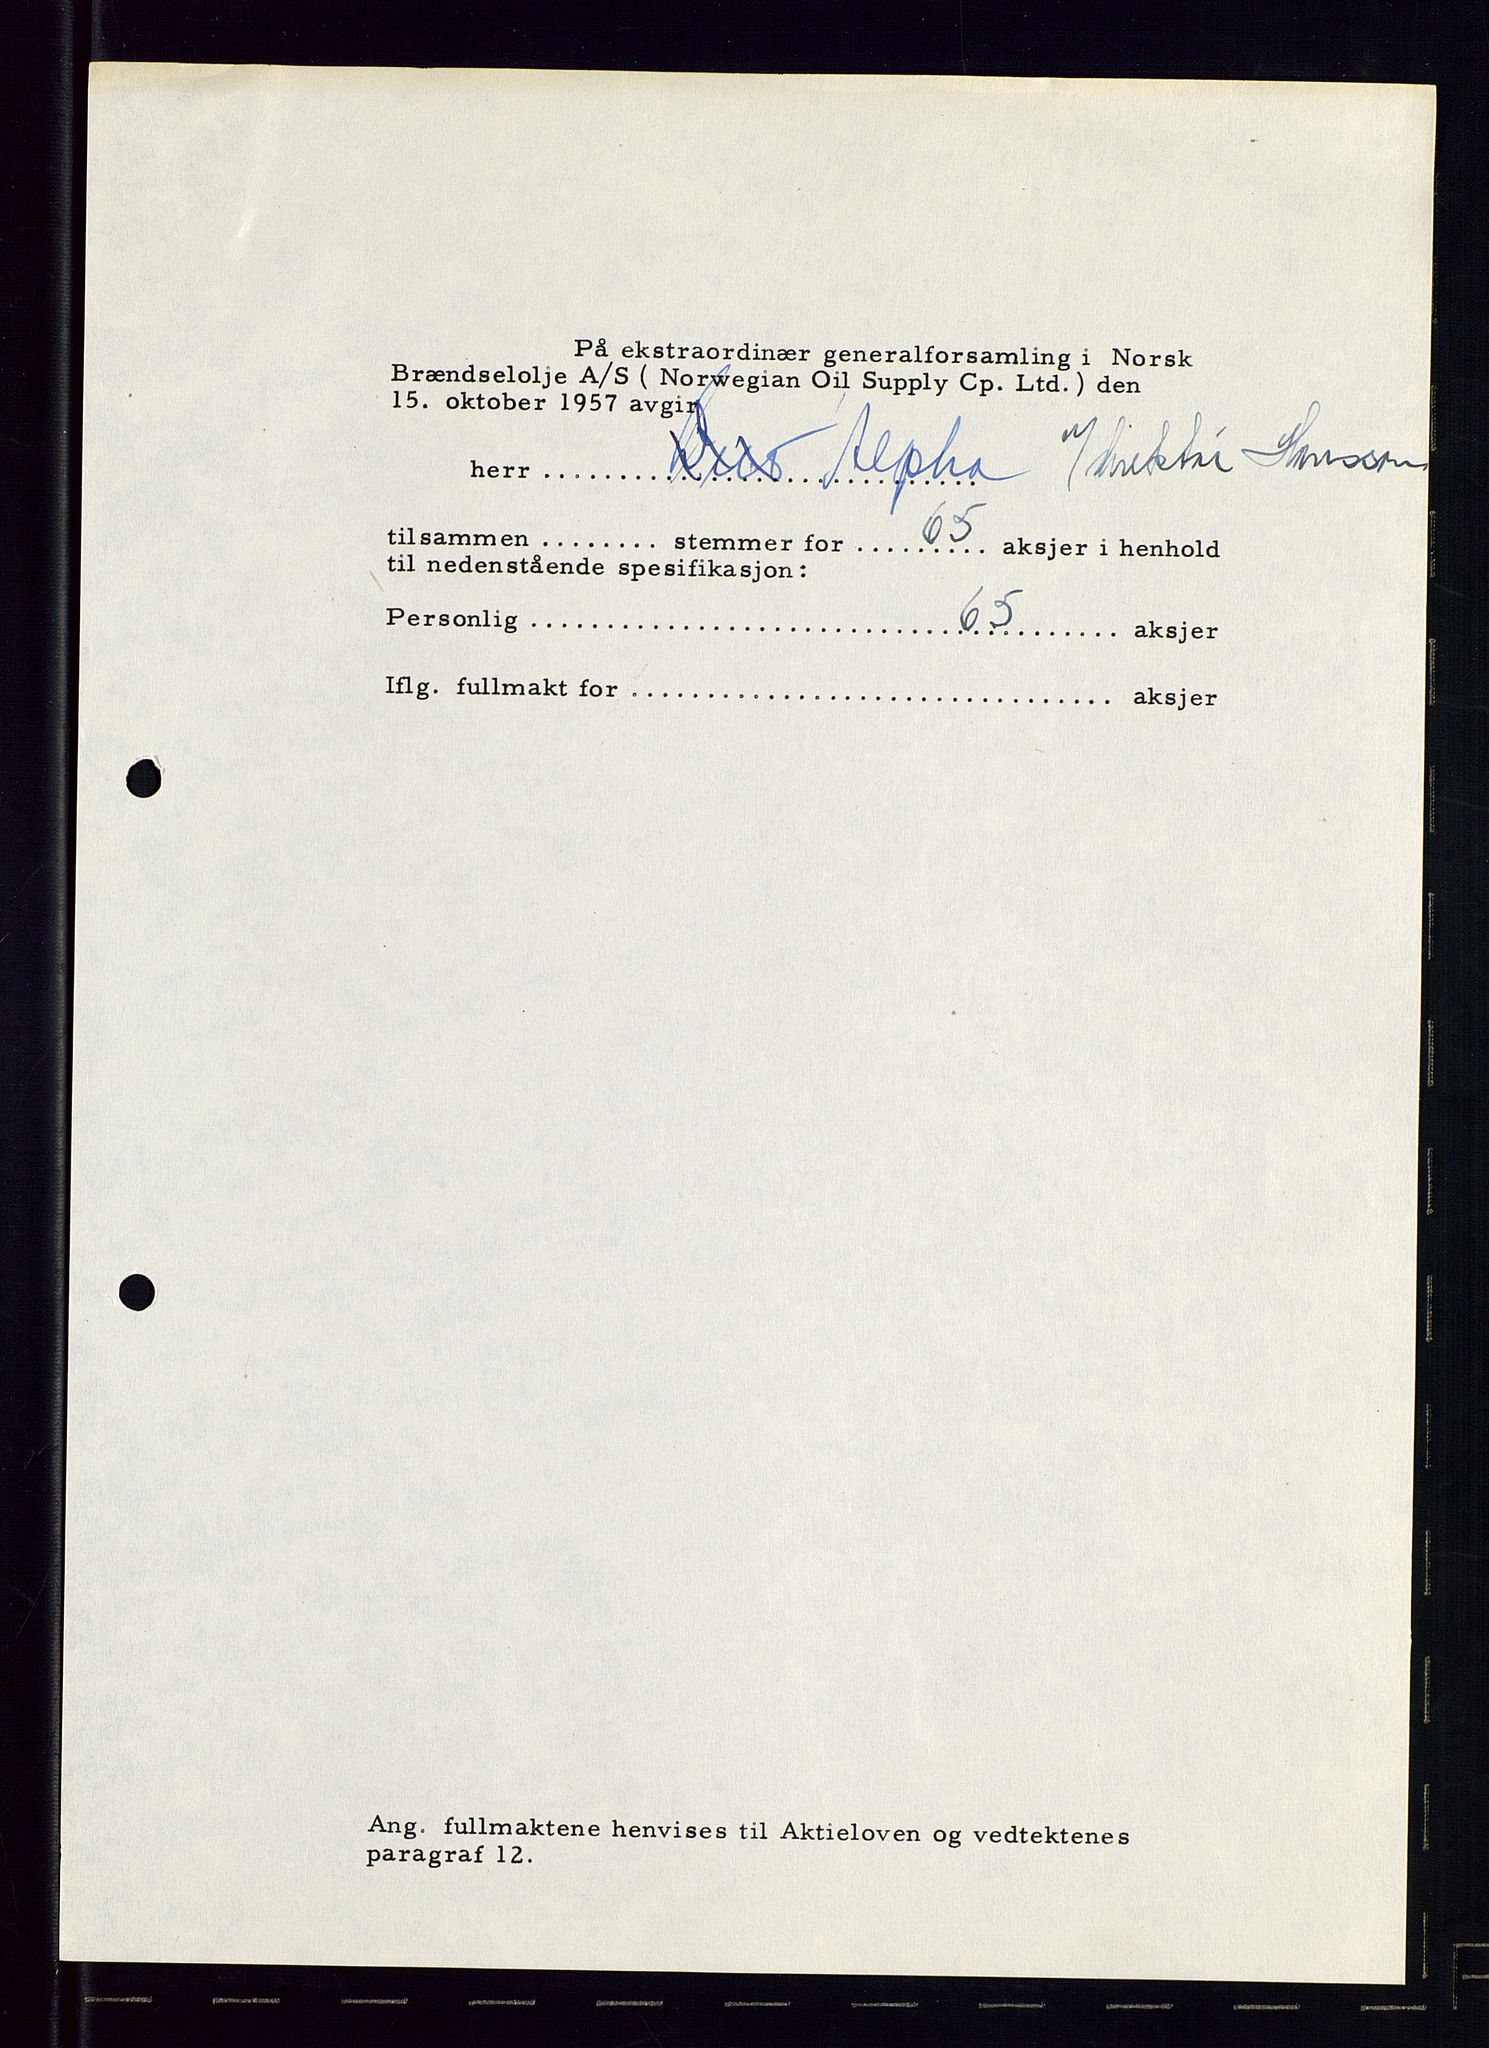 På ekstraordinær generalforsamling i Norsk
Brændselolje A/S ( Norwegian Oil Supply Cp. Ltd. ) den
15. oktober 1957 avgir
herr ........................ Alpha v/ direktør
tilsammen ........ stemmer for ...65... aksjer i henhold
til nedenstående spesifikasjon:
Personlig ............................65........ aksjer
Iflg. fullmakt for ................................ aksjer
Ang. fullmaktene henvises til Aktieloven og vedtektenes
paragraf 12.